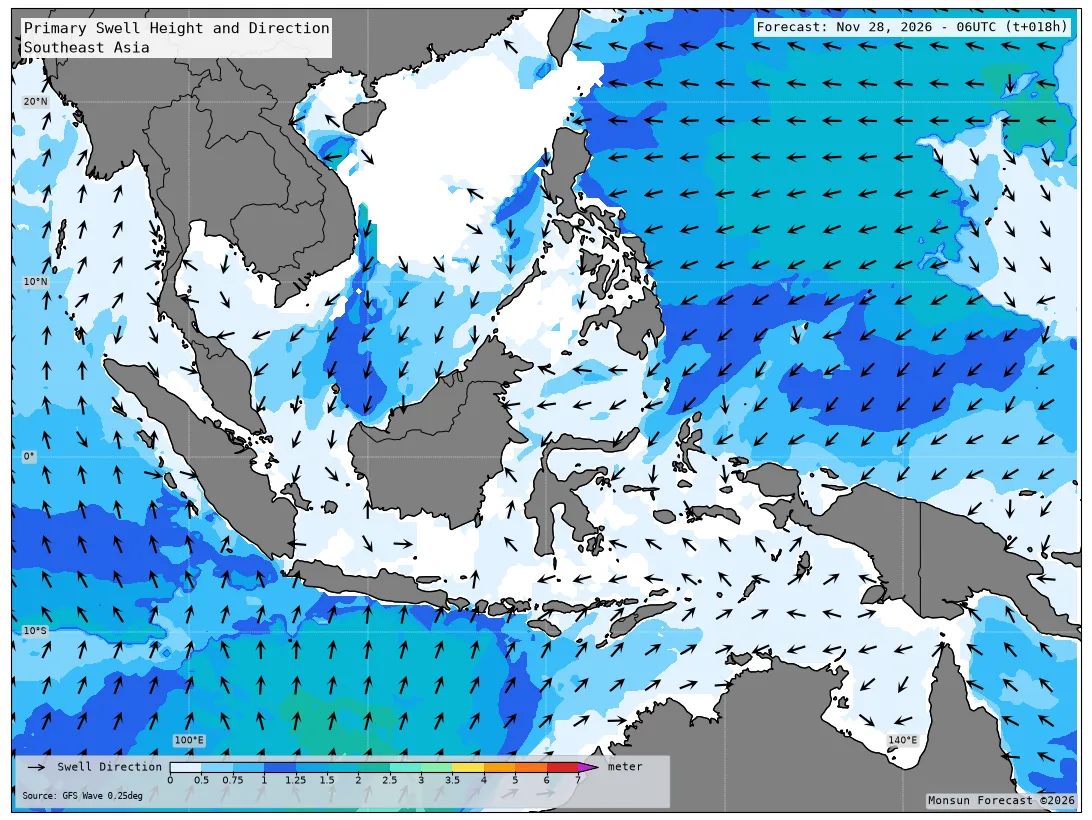 Primary Swell Height and Direction
Southeast Asia
Forecast: Nov 28, 2026 - 06UTC (t+018h)
20°N
10°N
0°
10°S
100°E
140°E
Swell Direction
meter
0 0.5 0.75 1 1.25 1.5 2 2.5 3 3.5 4 5 6 7
Source: GFS Wave 0.25deg
Monsun Forecast ©2026